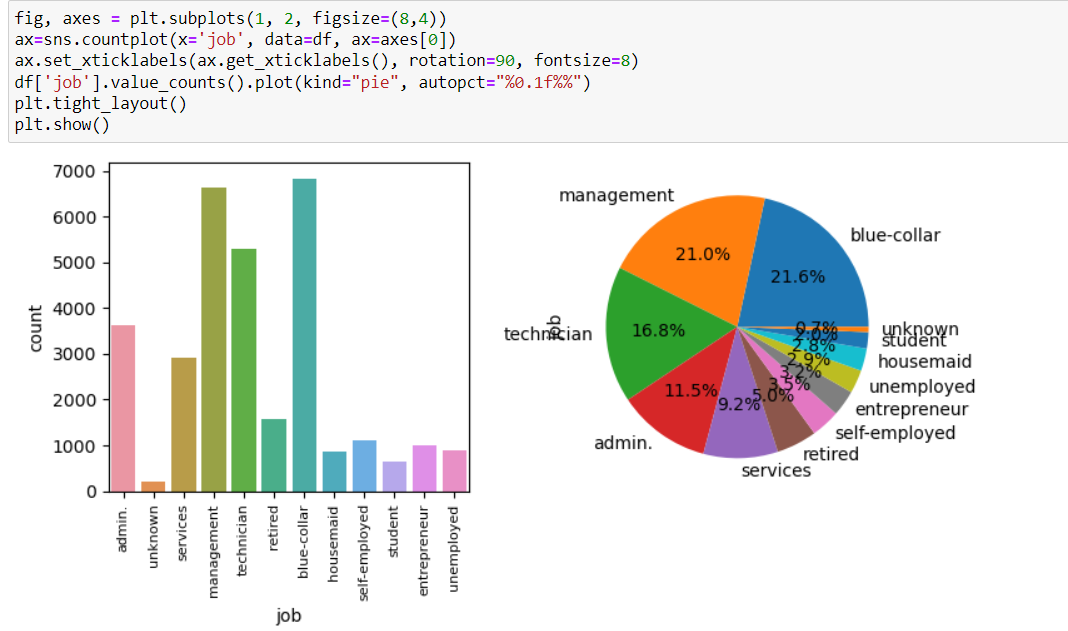 fig, axes = plt.subplots(1, 2, figsize=(8,4))
ax=sns.countplot(x='job', data=df, ax=axes[0])
ax.set_xticklabels(ax.get_xticklabels(), rotation=90, fontsize=8)
df['job'].value_counts().plot(kind="pie", autopct="%0.1f%%")
plt.tight_layout()
plt.show()
7000
6000
5000
4000
3000
2000
1000
0
count
admin.
unknown
services
management
technician
retired
blue-collar
housemaid
self-employed
student
entrepreneur
unemployed
job
management
blue-collar
21.0%
21.6%
technician
job
16.8%
0.7%
unknown
2.0%
student
2.8%
housemaid
2.9%
unemployed
3.2%
entrepreneur
3.5%
self-employed
11.5%
9.2%
5.0%
admin.
retired
services